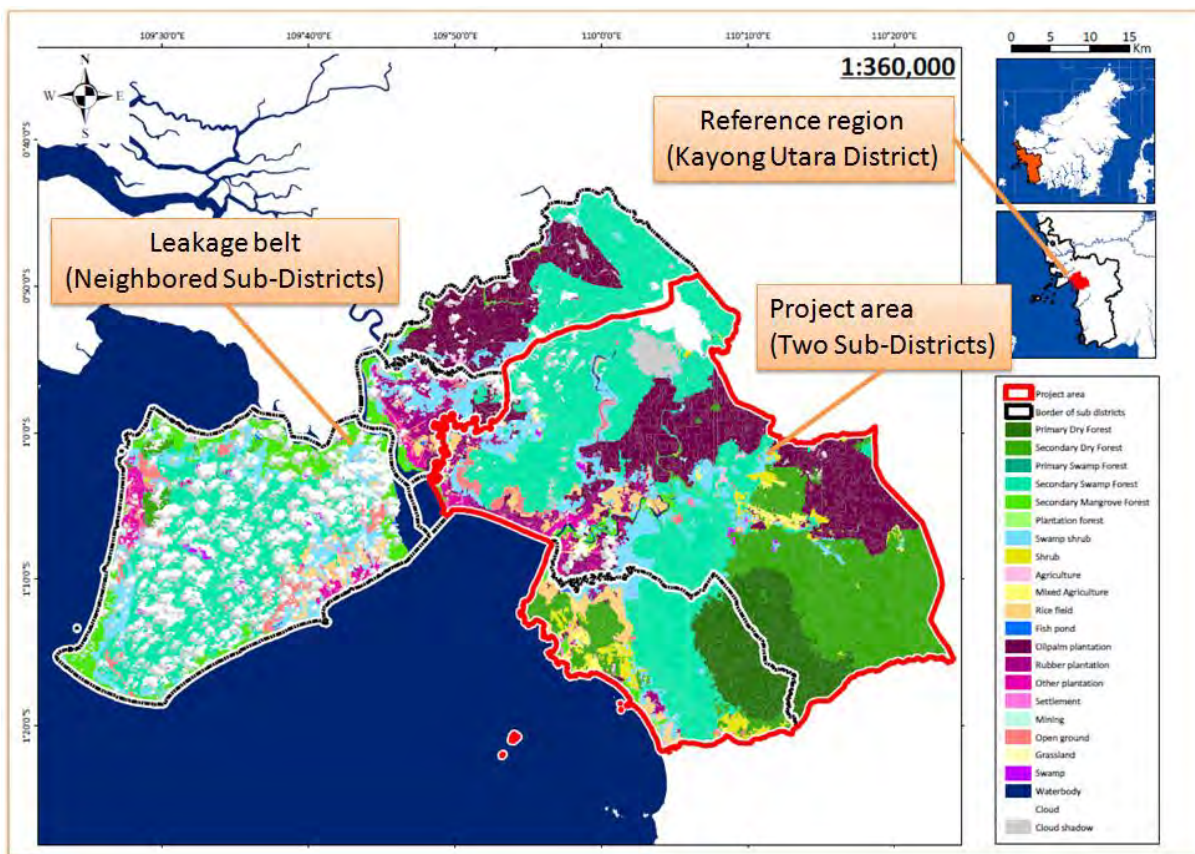 109°30'0"E 109°40'0"E 109°50'0"E 110°0'0"E 110°10'0"E 110°20'0"E
0 5 10 15
Km
N
W E
S
1:360,000
Reference region
(Kayong Utara District)
0°40'0"S
Leakage belt
(Neighbored Sub-Districts)
0°50'0"S
Project area
(Two Sub-Districts)
1°0'0"S
1°10'0"S
1°20'0"S
Project area
Border of sub districts
Primary Dry Forest
Secondary Dry Forest
Primary Swamp Forest
Secondary Swamp Forest
Secondary Mangrove Forest
Plantation forest
Swamp shrub
Shrub
Agriculture
Mixed Agriculture
Rice field
Fish pond
Oilpalm plantation
Rubber plantation
Other plantation
Settlement
Mining
Open ground
Grassland
Swamp
Waterbody
Cloud
Cloud shadow